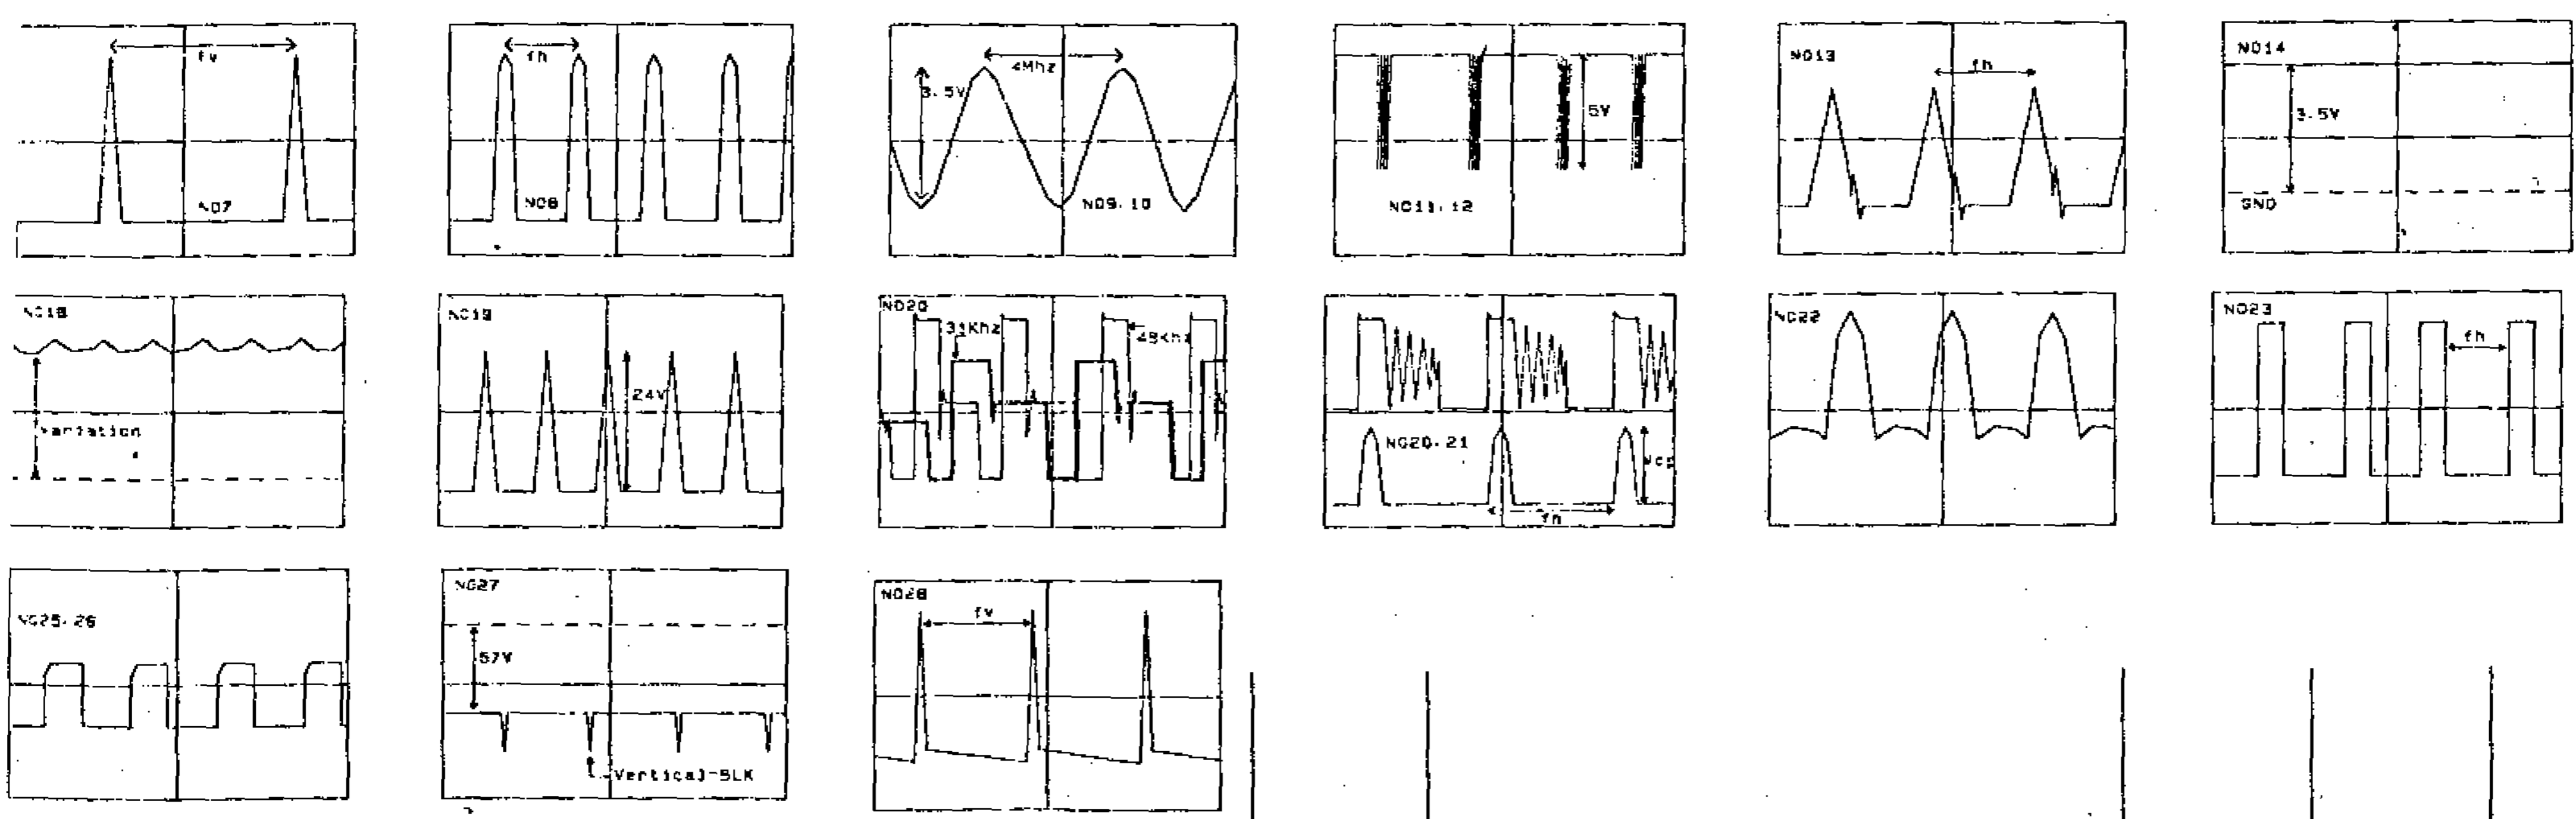 fv
NO7
fh
NO8
4Mhz
3.5V
NO9.10
5V
NO11.12
NO13
fh
NO14
3.5V
GND
NO18
Variation
NO19
24V
NO20
31Khz
48Khz
NO20.21
fh
NO22
NO23
fh
NO25.26
NO27
57V
Vertical-BLK
NO28
fv